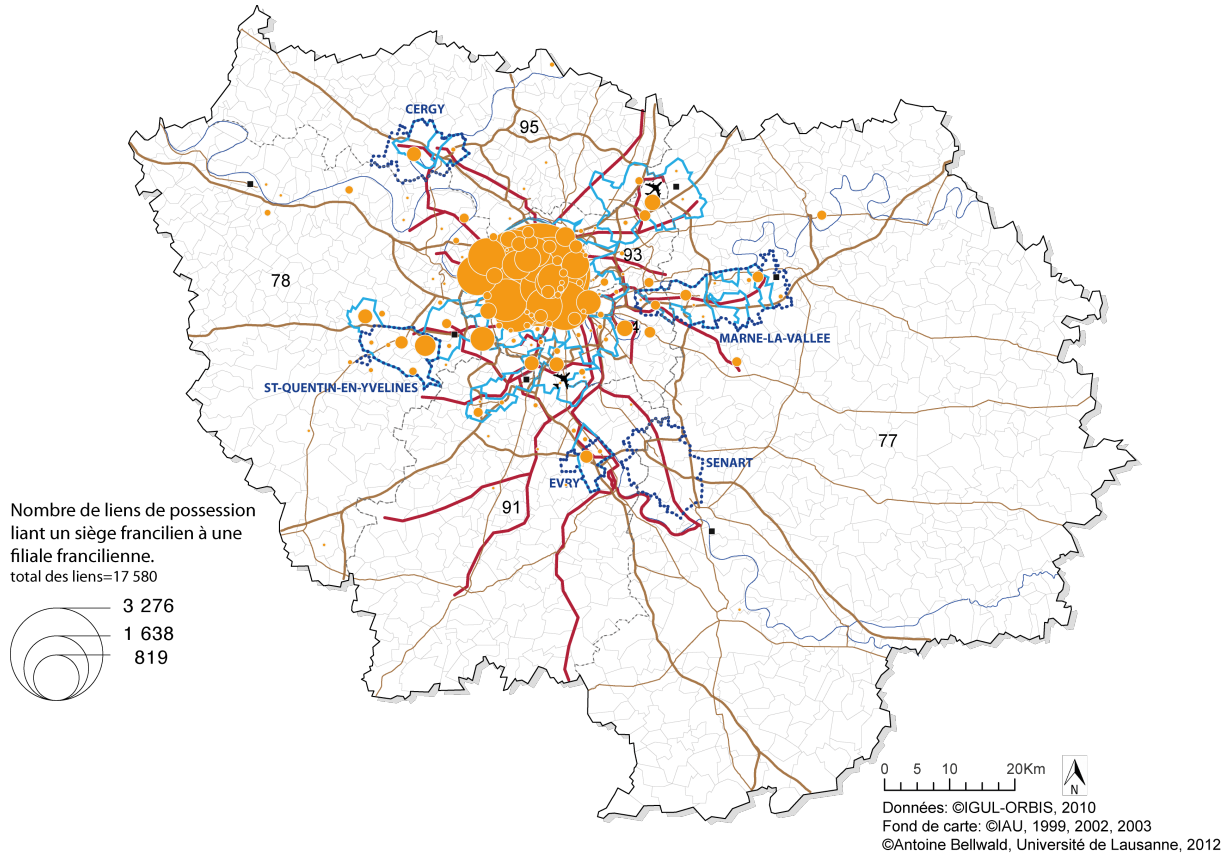 CERGY
95
93
78
4
MARNE-LA-VALLEE
ST-QUENTIN-EN-YVELINES
77
SENART
EVRY
91
Nombre de liens de possession
liant un siège francilien à une
filiale francilienne.
total des liens=17 580
3 276
1 638
819
0 5 10 20Km
N
Données: ©IGUL-ORBIS, 2010
Fond de carte: ©IAU, 1999, 2002, 2003
©Antoine Bellwald, Université de Lausanne, 2012